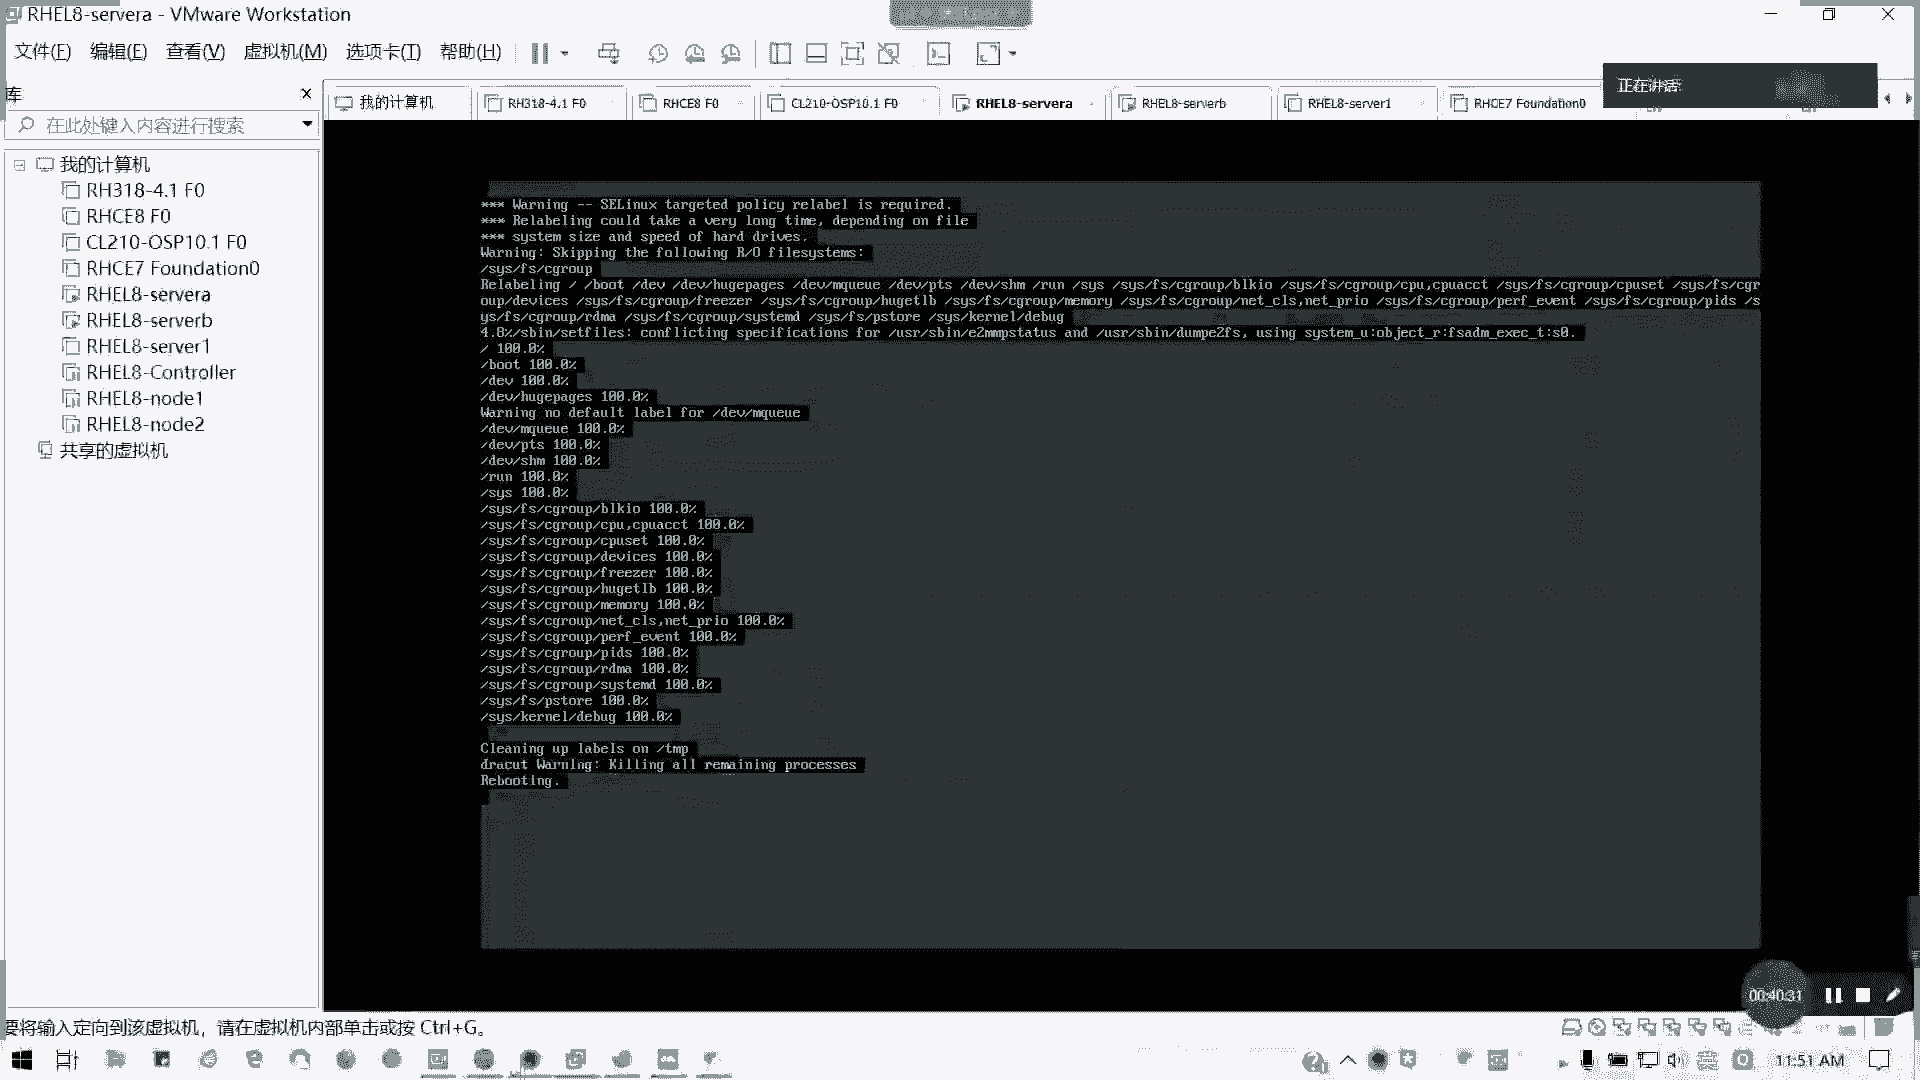 RHEL8-servera - VMware Workstation
文件(F) 编辑(E) 查看(V) 虚拟机(M) 选项卡(T) 帮助(H)
正在讲话:
库
在此处键入内容进行搜索
我的计算机 RH318-4.1 F0 RHCE8 F0 CL210-OSP10.1 F0 RHEL8-servera RHEL8-serverb RHEL8-server1 RHCE7 Foundation0
我的计算机
RH318-4.1 F0
RHCE8 F0
CL210-OSP10.1 F0
RHCE7 Foundation0
RHEL8-servera
RHEL8-serverb
RHEL8-server1
RHEL8-Controller
RHEL8-node1
RHEL8-node2
共享的虚拟机
*** Warning -- SELinux targeted policy relabel is required.
*** Relabeling could take a very long time, depending on file
*** system size and speed of hard drives.
Warning: Skipping the following R/O filesystems:
/sys/fs/cgroup
Relabeling / /boot /dev /dev/hugepages /dev/mqueue /dev/pts /dev/shm /run /sys /sys/fs/cgroup/blkio /sys/fs/cgroup/cpu,cpuacct /sys/fs/cgroup/cpuset /sys/fs/cgr
oup/devices /sys/fs/cgroup/freezer /sys/fs/cgroup/hugetlb /sys/fs/cgroup/memory /sys/fs/cgroup/net_cls,net_prio /sys/fs/cgroup/perf_event /sys/fs/cgroup/pids /s
ys/fs/cgroup/rdma /sys/fs/cgroup/systemd /sys/fs/pstore /sys/kernel/debug
4.8%/sbin/setfiles: conflicting specifications for /usr/sbin/e2mmpstatus and /usr/sbin/dumpe2fs, using system_u:object_r:fsadm_exec_t:s0.
/ 100.0%
/boot 100.0%
/dev 100.0%
/dev/hugepages 100.0%
Warning no default label for /dev/mqueue
/dev/mqueue 100.0%
/dev/pts 100.0%
/dev/shm 100.0%
/run 100.0%
/sys 100.0%
/sys/fs/cgroup/blkio 100.0%
/sys/fs/cgroup/cpu,cpuacct 100.0%
/sys/fs/cgroup/cpuset 100.0%
/sys/fs/cgroup/devices 100.0%
/sys/fs/cgroup/freezer 100.0%
/sys/fs/cgroup/hugetlb 100.0%
/sys/fs/cgroup/memory 100.0%
/sys/fs/cgroup/net_cls,net_prio 100.0%
/sys/fs/cgroup/perf_event 100.0%
/sys/fs/cgroup/pids 100.0%
/sys/fs/cgroup/rdma 100.0%
/sys/fs/cgroup/systemd 100.0%
/sys/fs/pstore 100.0%
/sys/kernel/debug 100.0%
Cleaning up labels on /tmp
dracut Warning: Killing all remaining processes
Rebooting.
00:40:31
要将输入定向到该虚拟机，请在虚拟机内部单击或按 Ctrl+G。
11:51 AM